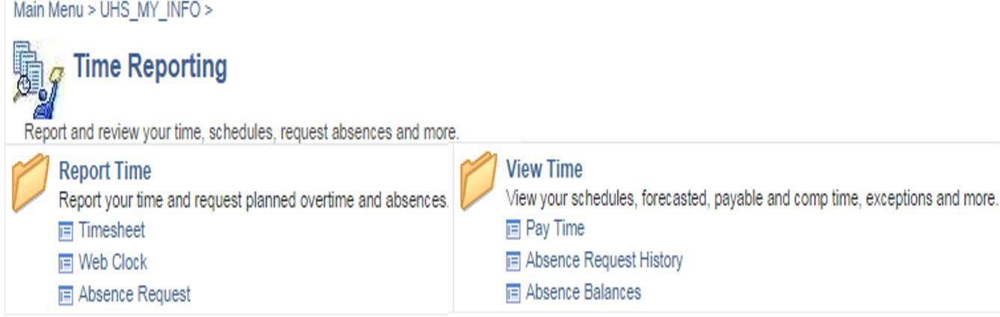 Main Menu > UHS_MY_INFO >
Time Reporting
Report and review your time, schedules, request absences and more.
Report Time
Report your time and request planned overtime and absences.
Timesheet
Web Clock
Absence Request
View Time
View your schedules, forecasted, payable and comp time, exceptions and more.
Pay Time
Absence Request History
Absence Balances